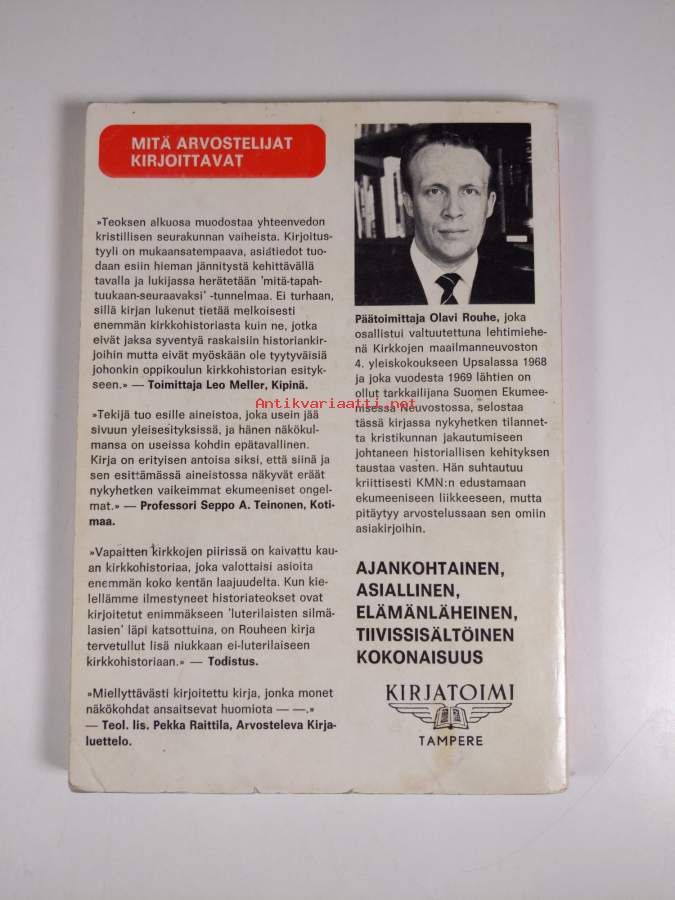 MITÄ ARVOSTELIJAT
KIRJOITTAVAT
»Teoksen alkuosa muodostaa yhteenvedon
kristillisen seurakunnan vaiheista. Kirjoitus-
tyyli on mukaansatempaava, asiatiedot tuo-
daan esiin hieman jännitystä kehittävällä
tavalla ja lukijassa herätetään 'mitä-tapah-
tuukaan-seuraavaksi' -tunnelmaa. Ei turhaan,
sillä kirjan lukenut tietää melkoisesti
enemmän kirkkohistoriasta kuin ne, jotka
eivät jaksa syventyä raskaisiin historiankir-
joihin mutta eivät myöskään ole tyytyväisiä
johonkin oppikoulun kirkkohistorian esityk-
seen.» — Toimittaja Leo Meller, Kipinä.
»Tekijä tuo esille aineistoa, joka usein jää
sivuun yleisesityksissä, ja hänen näkökul-
mansa on useissa kohdin epätavallinen.
Kirja on erityisen antoisa siksi, että siinä ja
sen esittämässä aineistossa näkyvät eräät
nykyhetken vaikeimmat ekumeeniset ongel-
mat.» — Professori Seppo A. Teinonen, Koti-
maa.
»Vapaitten kirkkojen piirissä on kaivattu kau-
an kirkkohistoriaa, joka valottaisi asioita
enemmän koko kentän laajuudelta. Kun kie-
lellämme ilmestyneet historiateokset ovat
kirjoitetut enimmäkseen 'luterilaisten silmä-
lasien' läpi katsottuina, on Rouheen kirja
tervetullut lisä niukkaan ei-luterilaiseen
kirkkohistoriaan.» — Todistus.
»Miellyttävästi kirjoitettu kirja, jonka monet
näkökohdat ansaitsevat huomiota — —.»
— Teol. lis. Pekka Raittila, Arvosteleva Kirja-
luettelo.
Päätoimittaja Olavi Rouhe, joka
osallistui valtuutettuna lehtimiehe-
nä Kirkkojen maailmanneuvoston
4. yleiskokoukseen Upsalassa 1968
ja joka vuodesta 1969 lähtien on
ollut tarkkailijana Suomen Ekumee-
nisessa Neuvostossa, selostaa
tässä kirjassa nykyhetken tilannet-
ta kristikunnan jakautumiseen
johtaneen historiallisen kehityksen
taustaa vasten. Hän suhtautuu
kriittisesti KMN:n edustamaan
ekumeeniseen liikkeeseen, mutta
pitäytyy arvostelussaan sen omiin
asiakirjoihin.
AJANKOHTAINEN,
ASIALLINEN,
ELÄMÄNLÄHEINEN,
TIIVISSISÄLTÖINEN
KOKONAISUUS
KIRJATOIMI
TAMPERE
Antikvariaatti.net